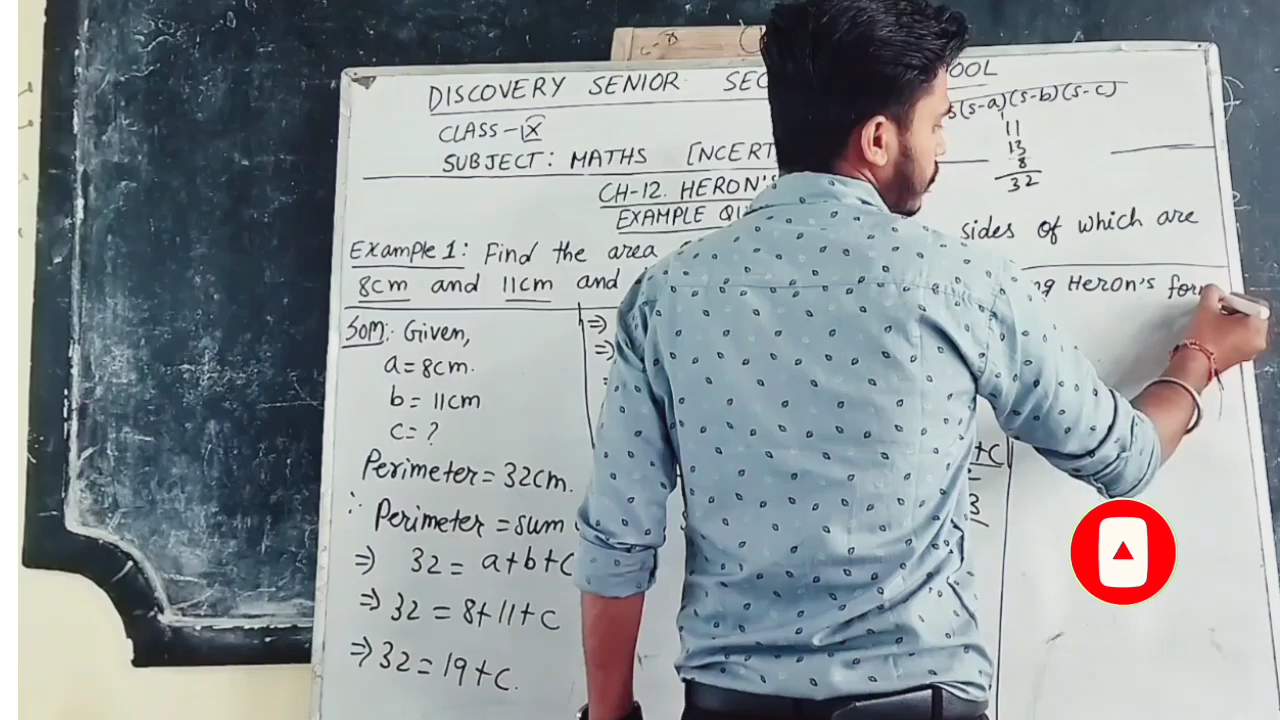 DISCOVERY SENIOR SEC OOL
CLASS-IX
SUBJECT: MATHS [NCERT
s(s-a)(s-b)(s-c)
11
13
8
32
CH-12. HERON'S
EXAMPLE QU
Example 1: Find the area sides of which are
8cm and 11cm and ng Heron's for
Soln: Given,
a = 8cm.
b = 11cm
c = ?
Perimeter = 32cm.
∴ Perimeter = sum
⇒ 32 = a+b+c
⇒ 32 = 8+11+c
⇒ 32 = 19+c.
⇒
⇒
+c
3